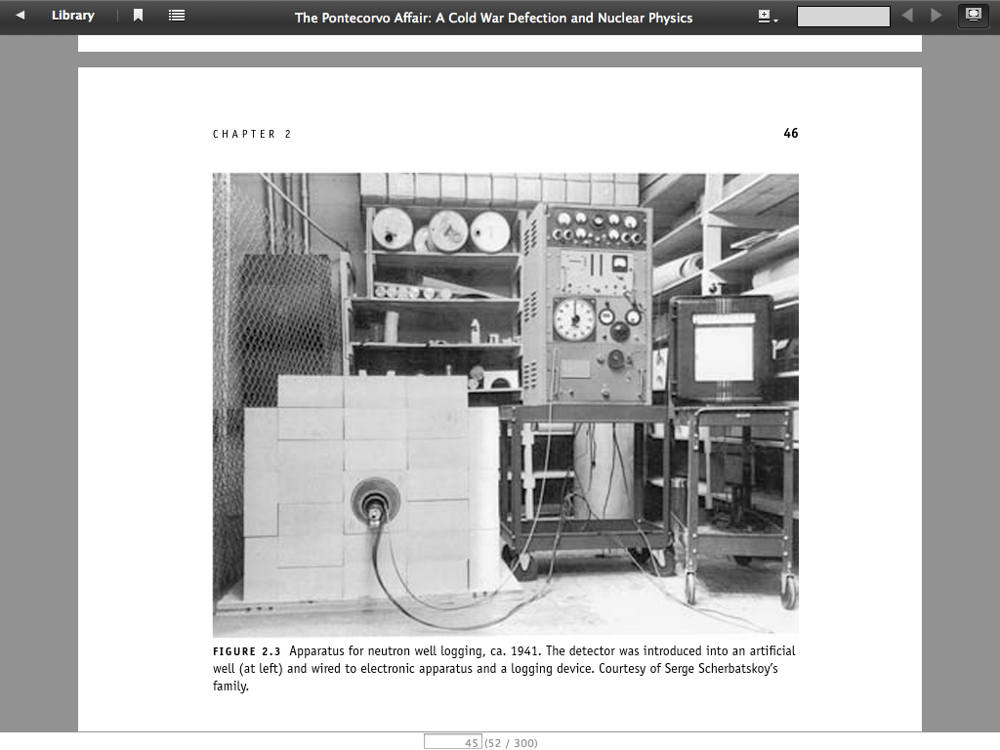 Library
The Pontecorvo Affair: A Cold War Defection and Nuclear Physics
CHAPTER 2
46
FIGURE 2.3 Apparatus for neutron well logging, ca. 1941. The detector was introduced into an artificial
well (at left) and wired to electronic apparatus and a logging device. Courtesy of Serge Scherbatskoy’s
family.
45 (52 / 300)